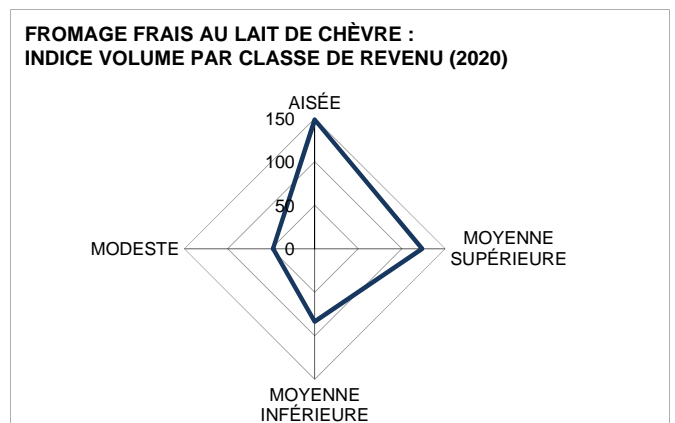 FROMAGE FRAIS AU LAIT DE CHÈVRE :
INDICE VOLUME PAR CLASSE DE REVENU (2020)
AISÉE
150
100
50
0
MODESTE
MOYENNE
SUPÉRIEURE
MOYENNE
INFÉRIEURE